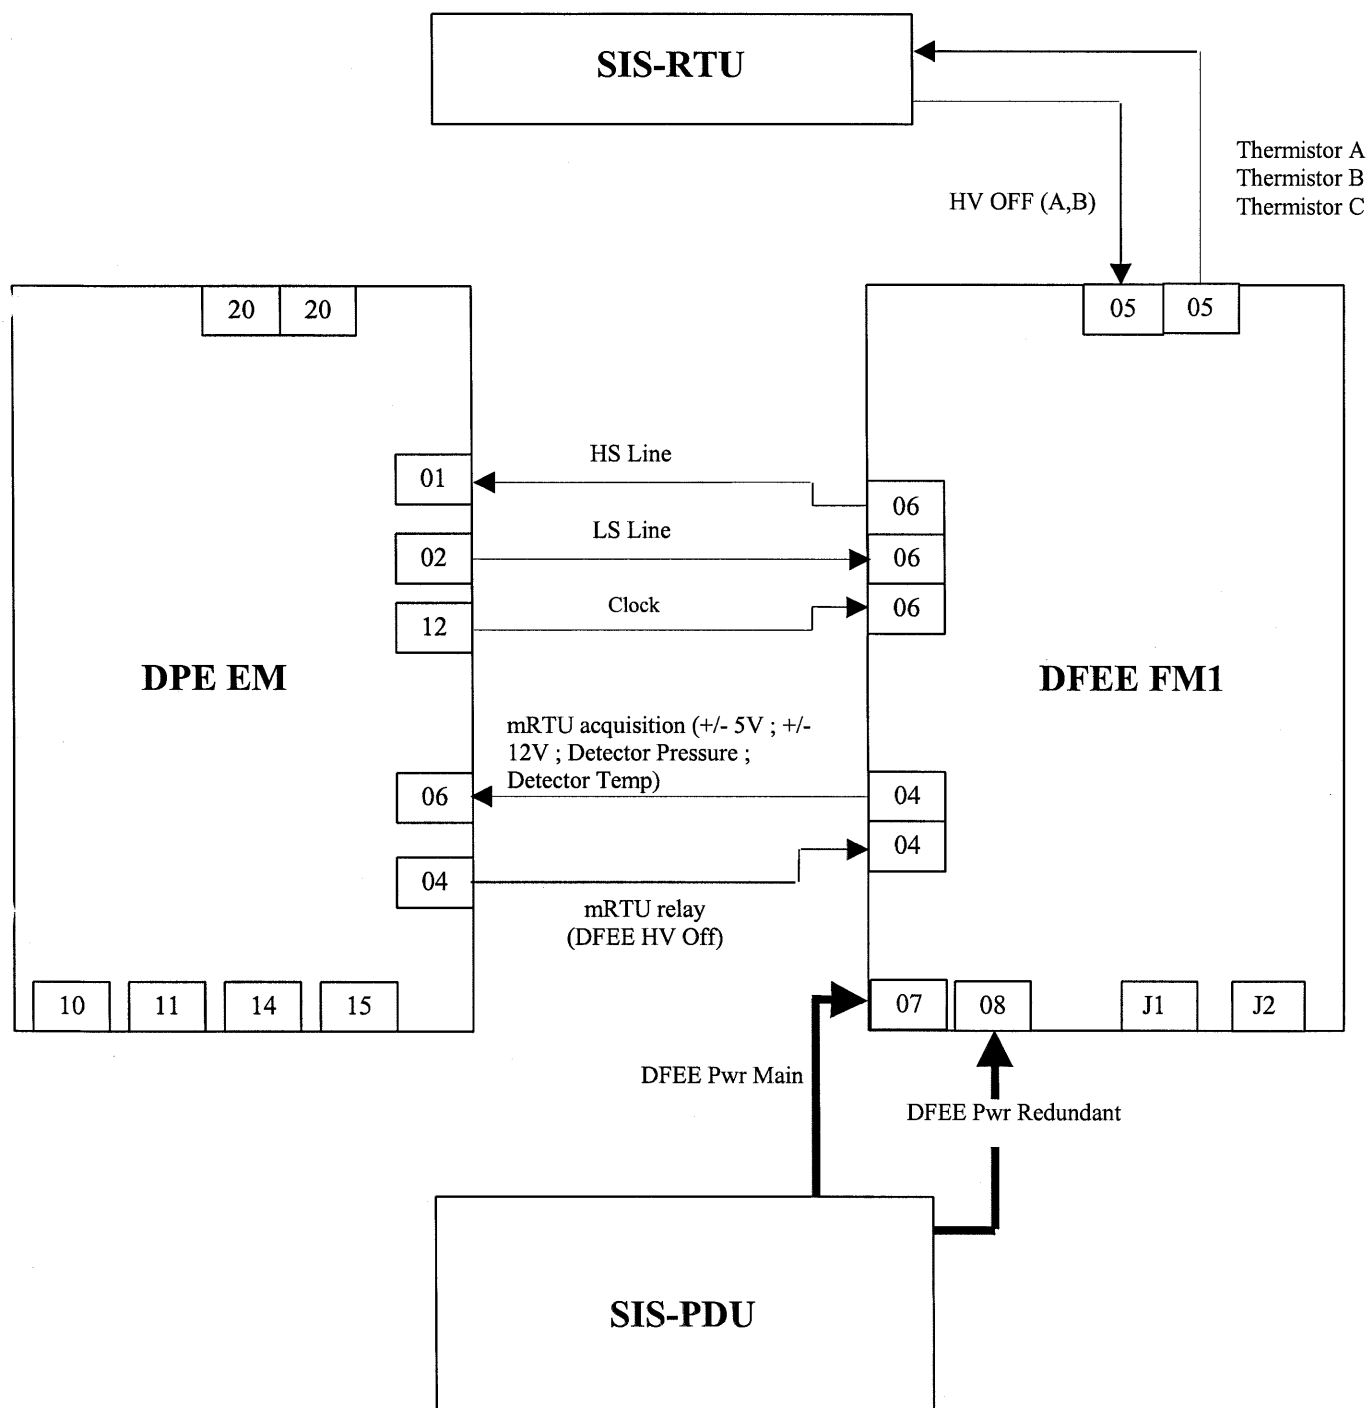 SIS-RTU
Thermistor A
Thermistor B
Thermistor C
HV OFF (A,B)
20 20
05 05
HS Line
01
06
LS Line
02
06
Clock
12
06
DPE EM
DFEE FM1
mRTU acquisition (+/- 5V ; +/-
12V ; Detector Pressure ;
Detector Temp)
06
04
04
04
mRTU relay
(DFEE HV Off)
10 11 14 15
07 08 J1 J2
DFEE Pwr Main
DFEE Pwr Redundant
SIS-PDU